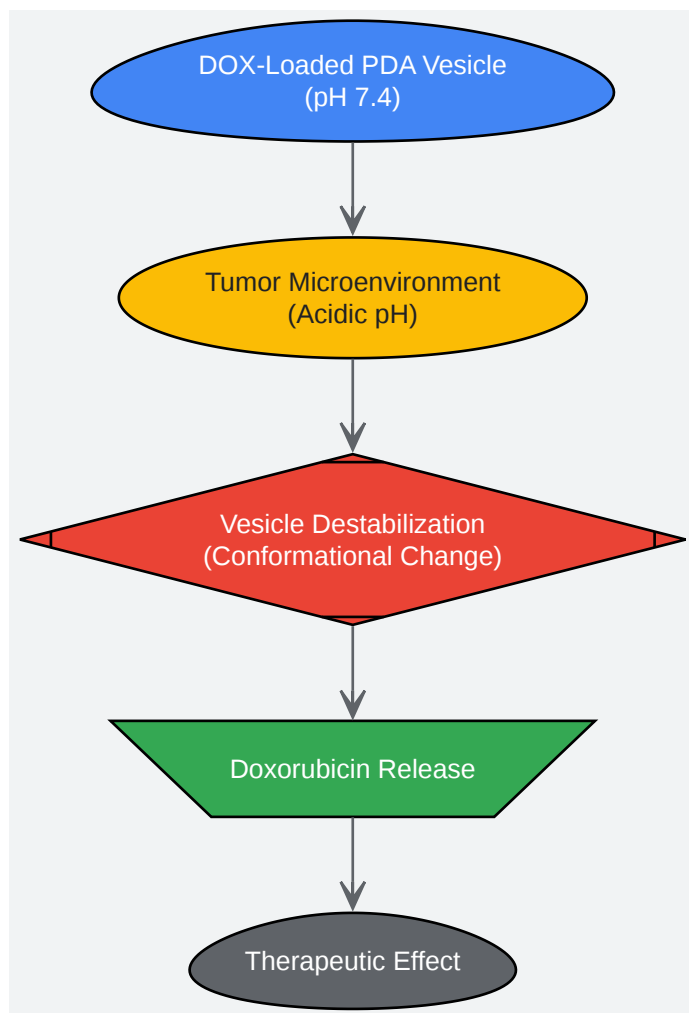 DOX-Loaded PDA Vesicle
(pH 7.4)
Tumor Microenvironment
(Acidic pH)
Vesicle Destabilization
(Conformational Change)
Doxorubicin Release
Therapeutic Effect